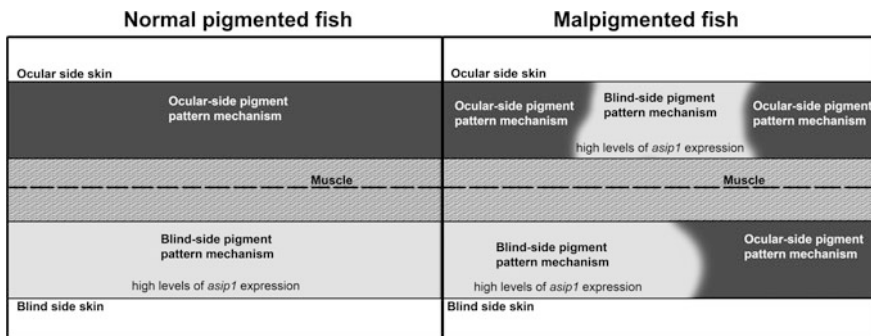 Normal pigmented fish
Malpigmented fish
Ocular side skin
Ocular-side pigment
pattern mechanism
Muscle
Blind-side pigment
pattern mechanism
high levels of asip1 expression
Blind side skin
Ocular side skin
Ocular-side pigment
pattern mechanism
Blind-side pigment
pattern mechanism
high levels of asip1 expression
Ocular-side pigment
pattern mechanism
Muscle
Blind-side pigment
pattern mechanism
high levels of asip1 expression
Ocular-side pigment
pattern mechanism
Blind side skin